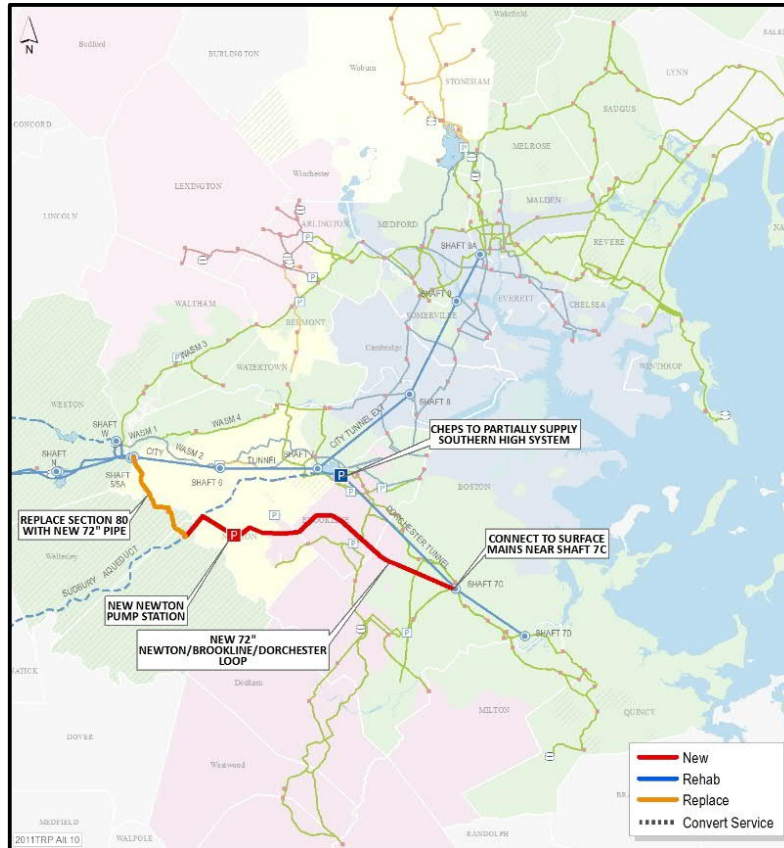 N
Bedford
BURLINGTON
Woburn
STONEHAM
Wakefield
LYNN
SAUGUS
CONCORD
MELROSE
LEXINGTON
Winchester
LINCOLN
ARLINGTON
MEDFORD
MALDEN
REVERE
SHAFT 9A
WALTHAM
SHAFT 9
EVERETT
CHELSEA
SOMERVILLE
BELMONT
WASM 3
Cambridge
WINTHROP
WATERTOWN
WESTON
SHAFT 8
WASM 1
WASM 4
CITY TUNNEL EXT
SHAFT
W
CHEPS TO PARTIALLY SUPPLY
SOUTHERN HIGH SYSTEM
CITY
WASM 2
TUNNEL
SHAFT 7
SHAFT
N
SHAFT
5/5A
SHAFT 6
P
BOSTON
REPLACE SECTION 80
WITH NEW 72" PIPE
BROOKLINE
DORCHESTER TUNNEL
CONNECT TO SURFACE
MAINS NEAR SHAFT 7C
P
Wellesley
SUDBURY AQUEDUCT
SHAFT 7C
NEW NEWTON
PUMP STATION
SHAFT 7D
NEW 72"
NEWTON/BROOKLINE/DORCHESTER
LOOP
NATICK
Dedham
MILTON
QUINCY
DOVER
Westwood
New
Rehab
Replace
Convert Service
MEDFIELD
2011TRP Alt 10
WALPOLE
RANDOLPH